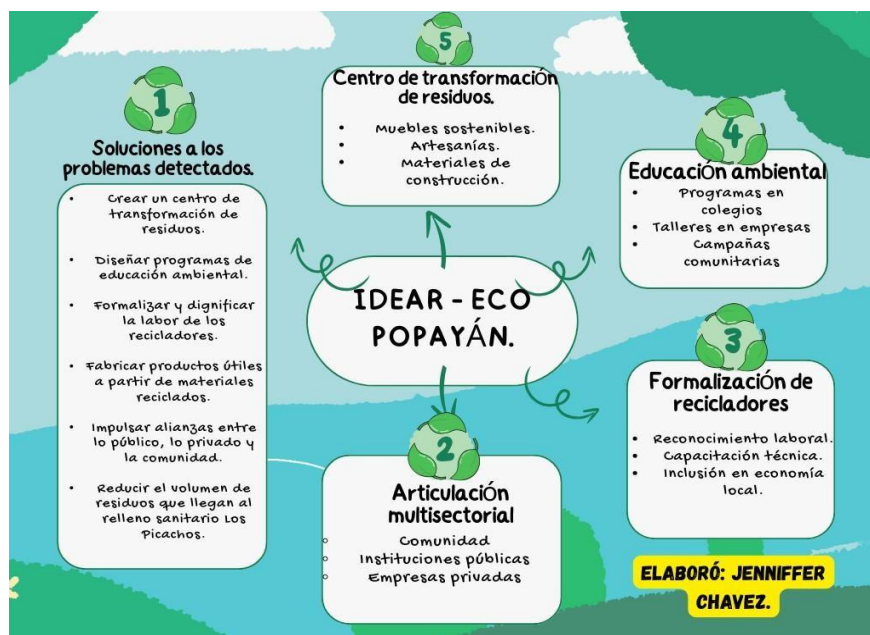 IDEAR - ECO
POPAYÁN.
1
Soluciones a los
problemas detectados.
• Crear un centro de
transformación de
residuos.
• Diseñar programas de
educación ambiental.
• Formalizar y dignificar
la labor de los
recicladores.
• Fabricar productos útiles
a partir de materiales
reciclados.
• Impulsar alianzas entre
lo público, lo privado y
la comunidad.
• Reducir el volumen de
residuos que llegan al
relleno sanitario Los
Picachos.
2
Articulación
multisectorial
Comunidad
Instituciones públicas
Empresas privadas
3
Formalización de
recicladores
• Reconocimiento laboral.
• Capacitación técnica.
• Inclusión en economía
local.
4
Educación ambiental
• Programas en
colegios
• Talleres en empresas
• Campañas
comunitarias
5
Centro de transformación
de residuos.
• Muebles sostenibles.
• Artesanías.
• Materiales de
construcción.
ELABORÓ: JENNIFFER
CHAVEZ.